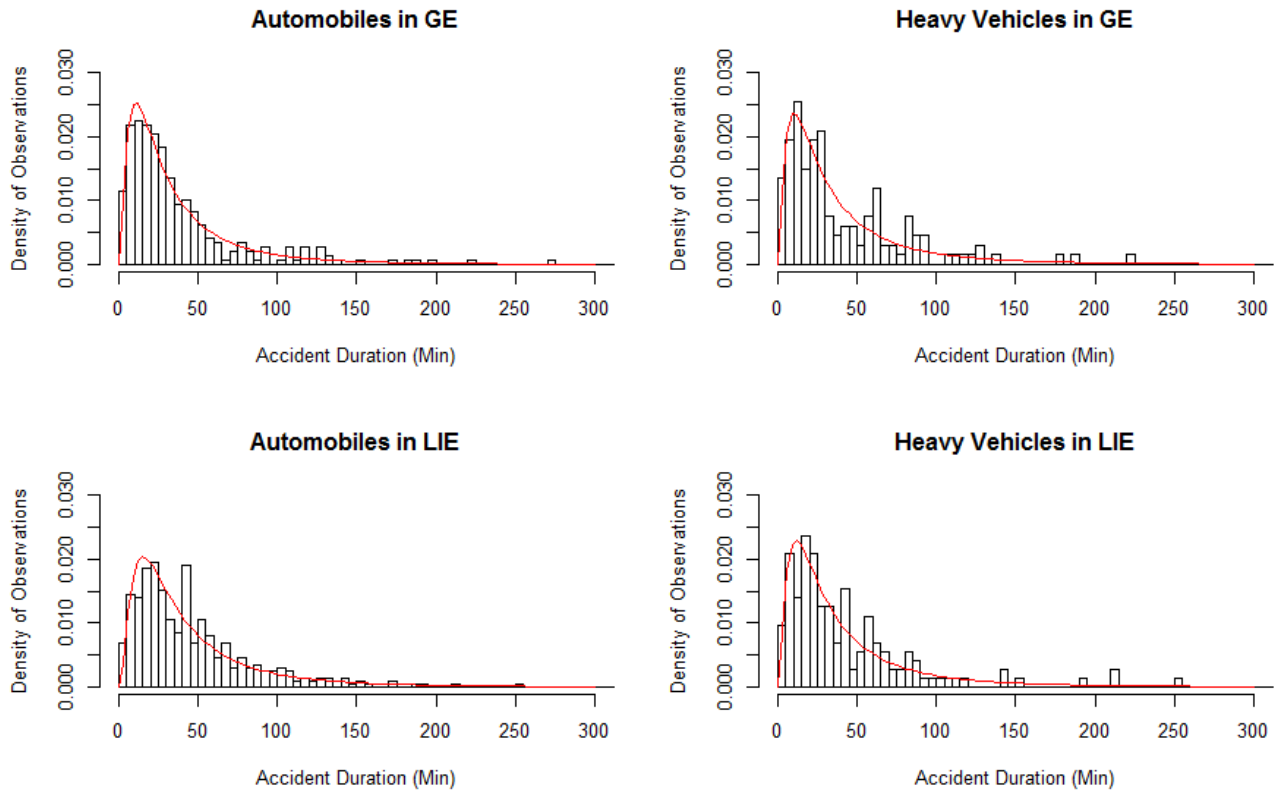 Automobiles in GE
Density of Observations
0.000 0.010 0.020 0.030
0 50 100 150 200 250 300
Accident Duration (Min)
Heavy Vehicles in GE
Density of Observations
0.000 0.010 0.020 0.030
0 50 100 150 200 250 300
Accident Duration (Min)
Automobiles in LIE
Density of Observations
0.000 0.010 0.020 0.030
0 50 100 150 200 250 300
Accident Duration (Min)
Heavy Vehicles in LIE
Density of Observations
0.000 0.010 0.020 0.030
0 50 100 150 200 250 300
Accident Duration (Min)